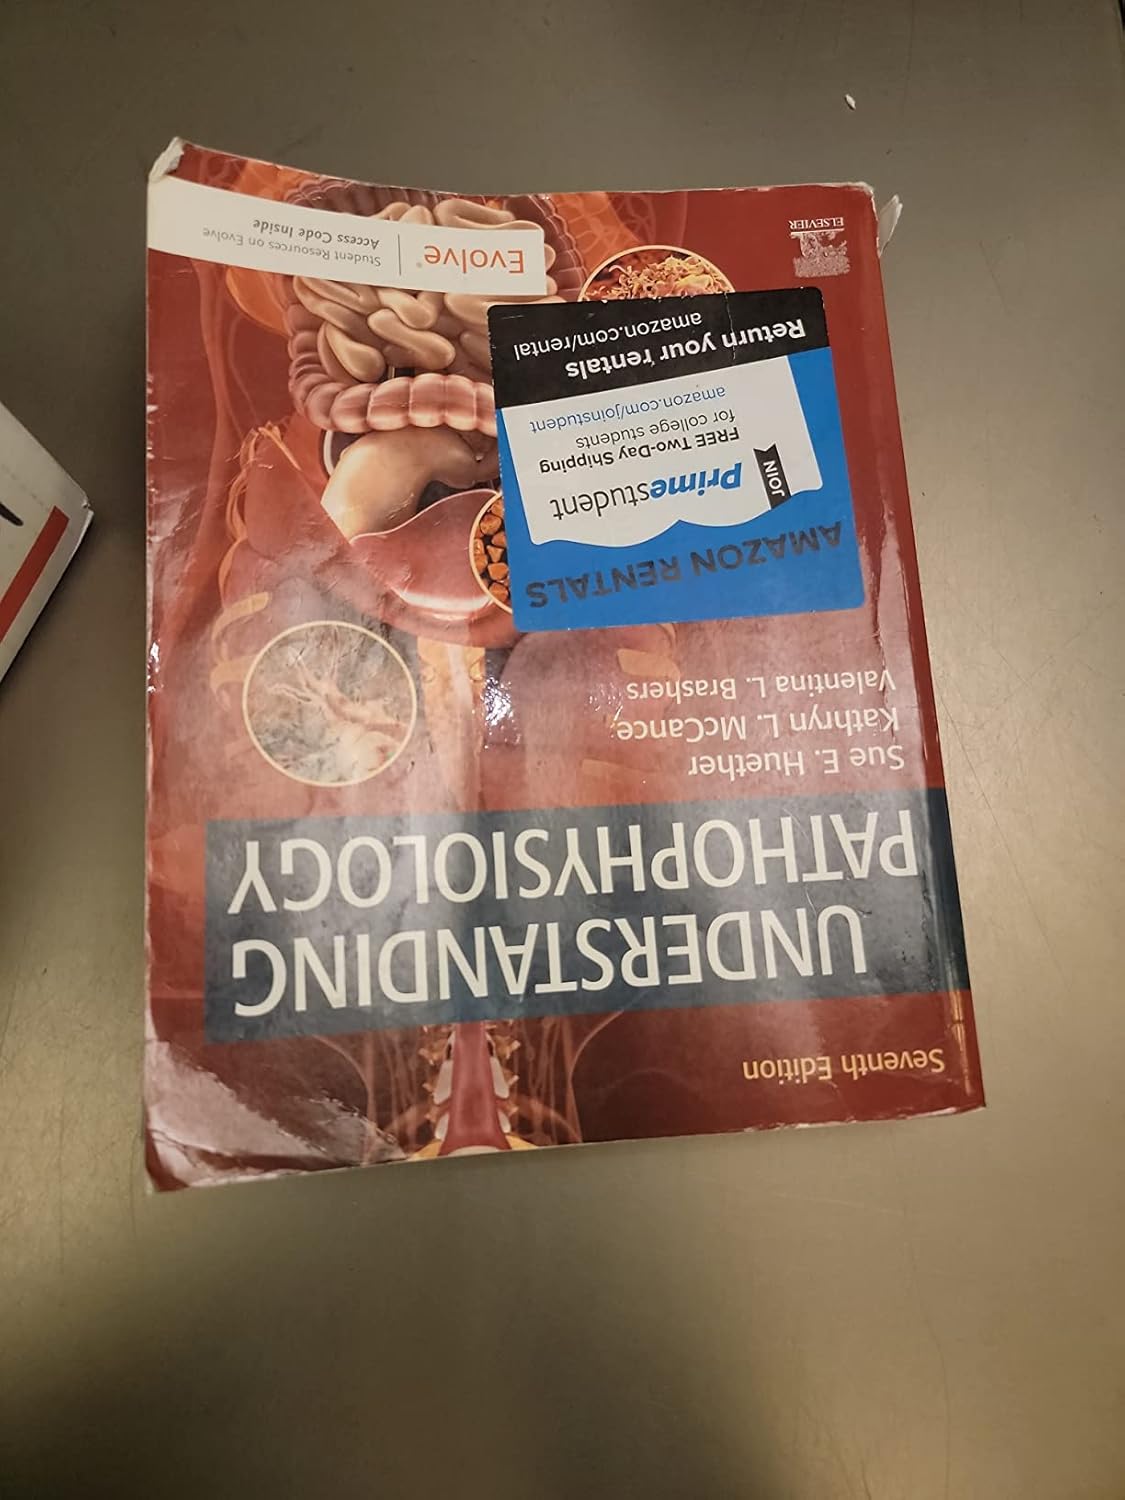 Seventh Edition
UNDERSTANDING
PATHOPHYSIOLOGY
Sue E. Huether
Kathryn L. McCance
Valentina L. Brashers
AMAZON RENTALS
JOIN
Primestudent
FREE Two-Day Shipping
for college students
amazon.com/joinstudent
Return your rentals
amazon.com/rental
ELSEVIER
Evolve®
Student Resources on Evolve
Access Code Inside